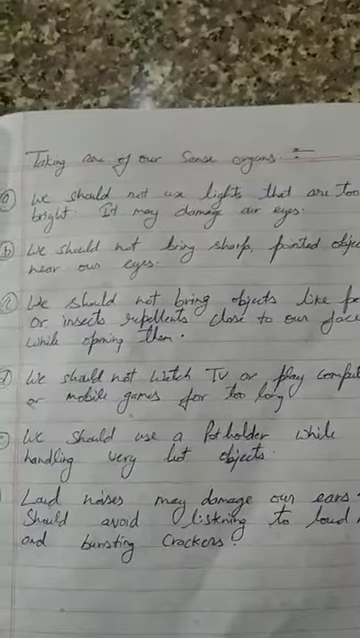 Taking care of our Sense organs :-
(a) We should not use lights that are too
bright. It may damage our eyes.
(b) We should not bring sharp, pointed objec
near our eyes.
(c) We should not bring objects like pe
or insects repellents close to our face
while opening them.
d) We should not watch TV or play comput
or mobile games for too long
We should use a Potholder while
handling very hot objects.
Loud noises may damage our ears.
Should avoid listening to loud
and bursting Crackers.